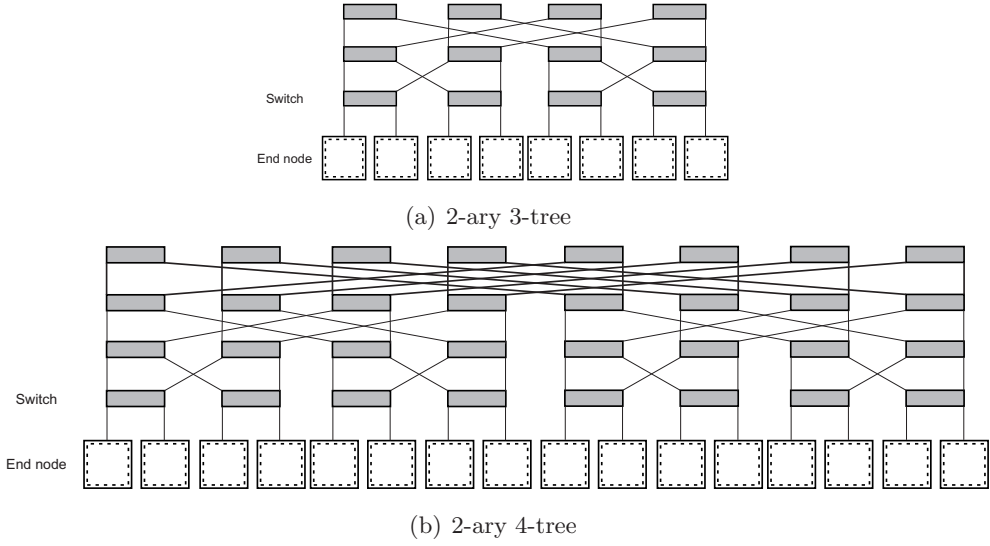 Switch
End node
(a) 2-ary 3-tree
Switch
End node
(b) 2-ary 4-tree